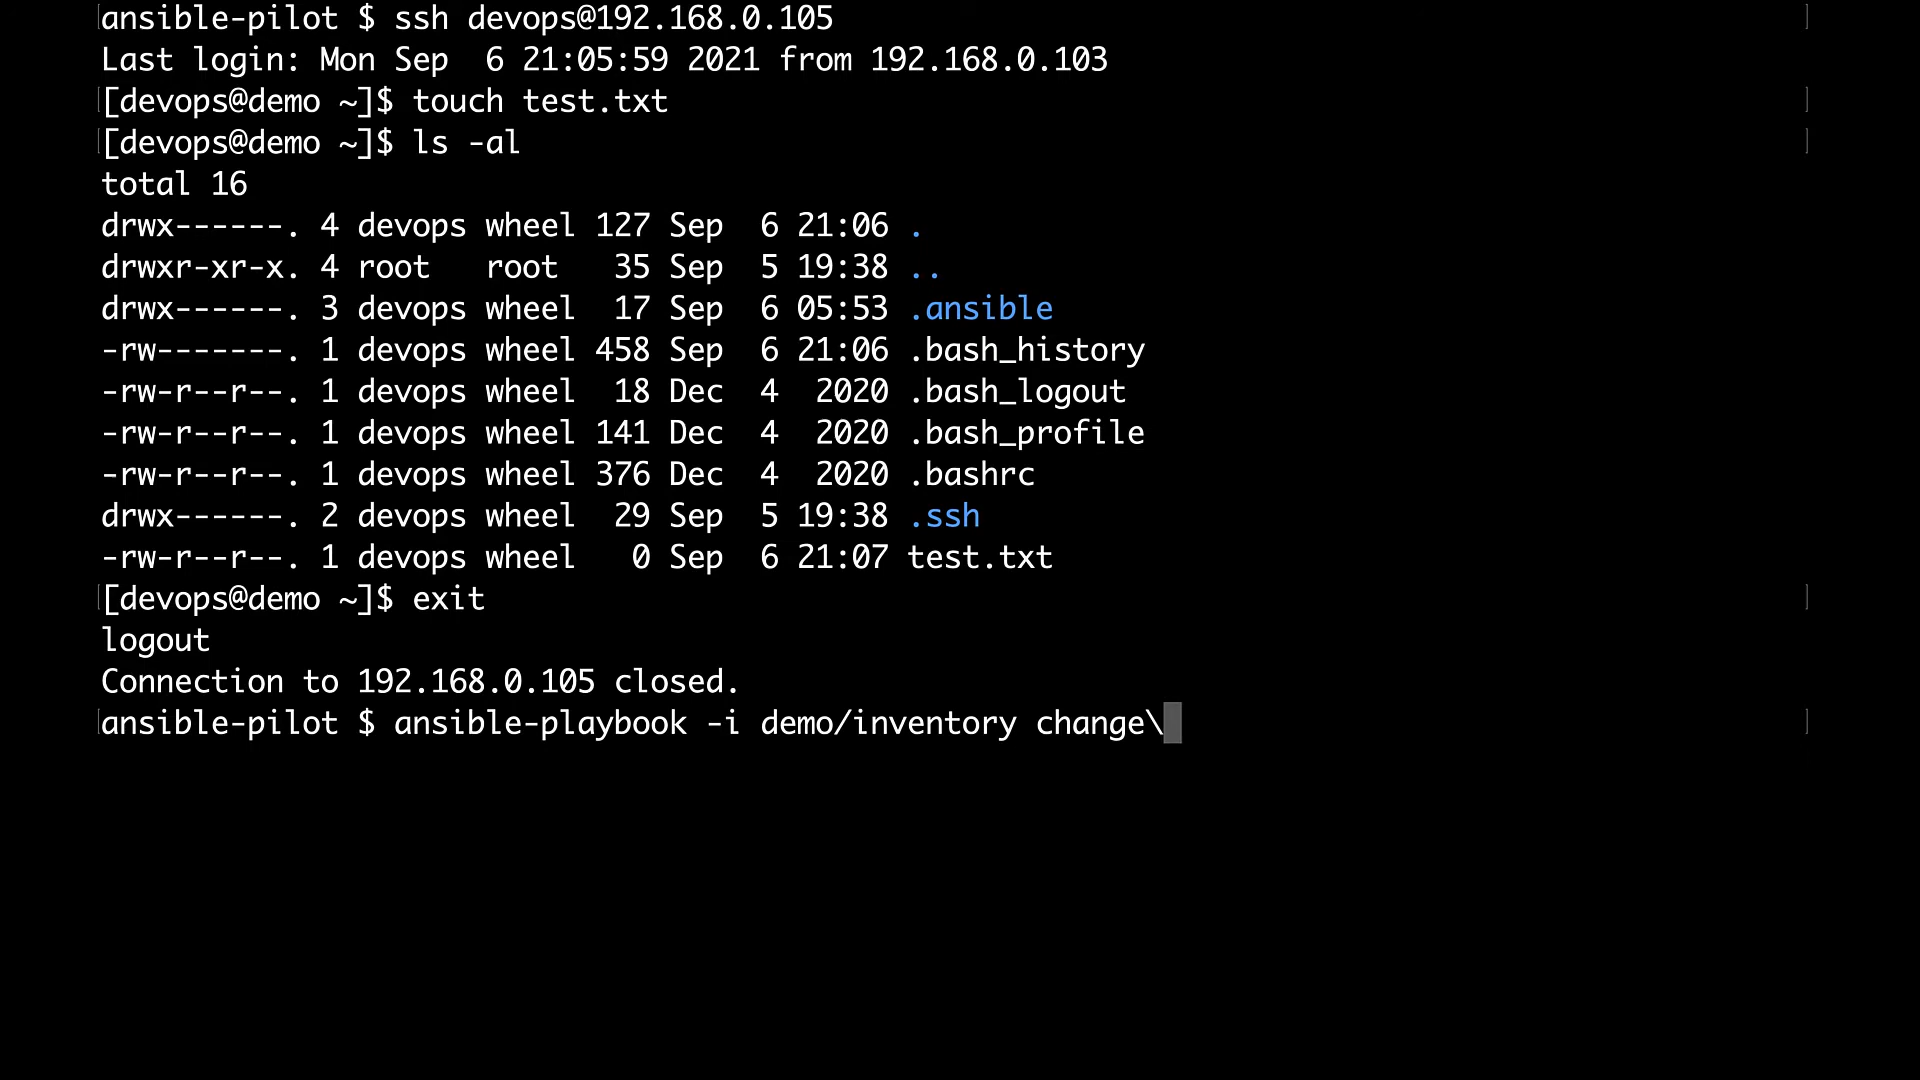 ansible-pilot $ ssh devops@192.168.0.105
Last login: Mon Sep  6 21:05:59 2021 from 192.168.0.103
[devops@demo ~]$ touch test.txt
[devops@demo ~]$ ls -al
total 16
drwx------. 4 devops wheel 127 Sep  6 21:06 .
drwxr-xr-x. 4 root   root   35 Sep  5 19:38 ..
drwx------. 3 devops wheel  17 Sep  6 05:53 .ansible
-rw-------. 1 devops wheel 458 Sep  6 21:06 .bash_history
-rw-r--r--. 1 devops wheel  18 Dec  4  2020 .bash_logout
-rw-r--r--. 1 devops wheel 141 Dec  4  2020 .bash_profile
-rw-r--r--. 1 devops wheel 376 Dec  4  2020 .bashrc
drwx------. 2 devops wheel  29 Sep  5 19:38 .ssh
-rw-r--r--. 1 devops wheel   0 Sep  6 21:07 test.txt
[devops@demo ~]$ exit
logout
Connection to 192.168.0.105 closed.
ansible-pilot $ ansible-playbook -i demo/inventory change\